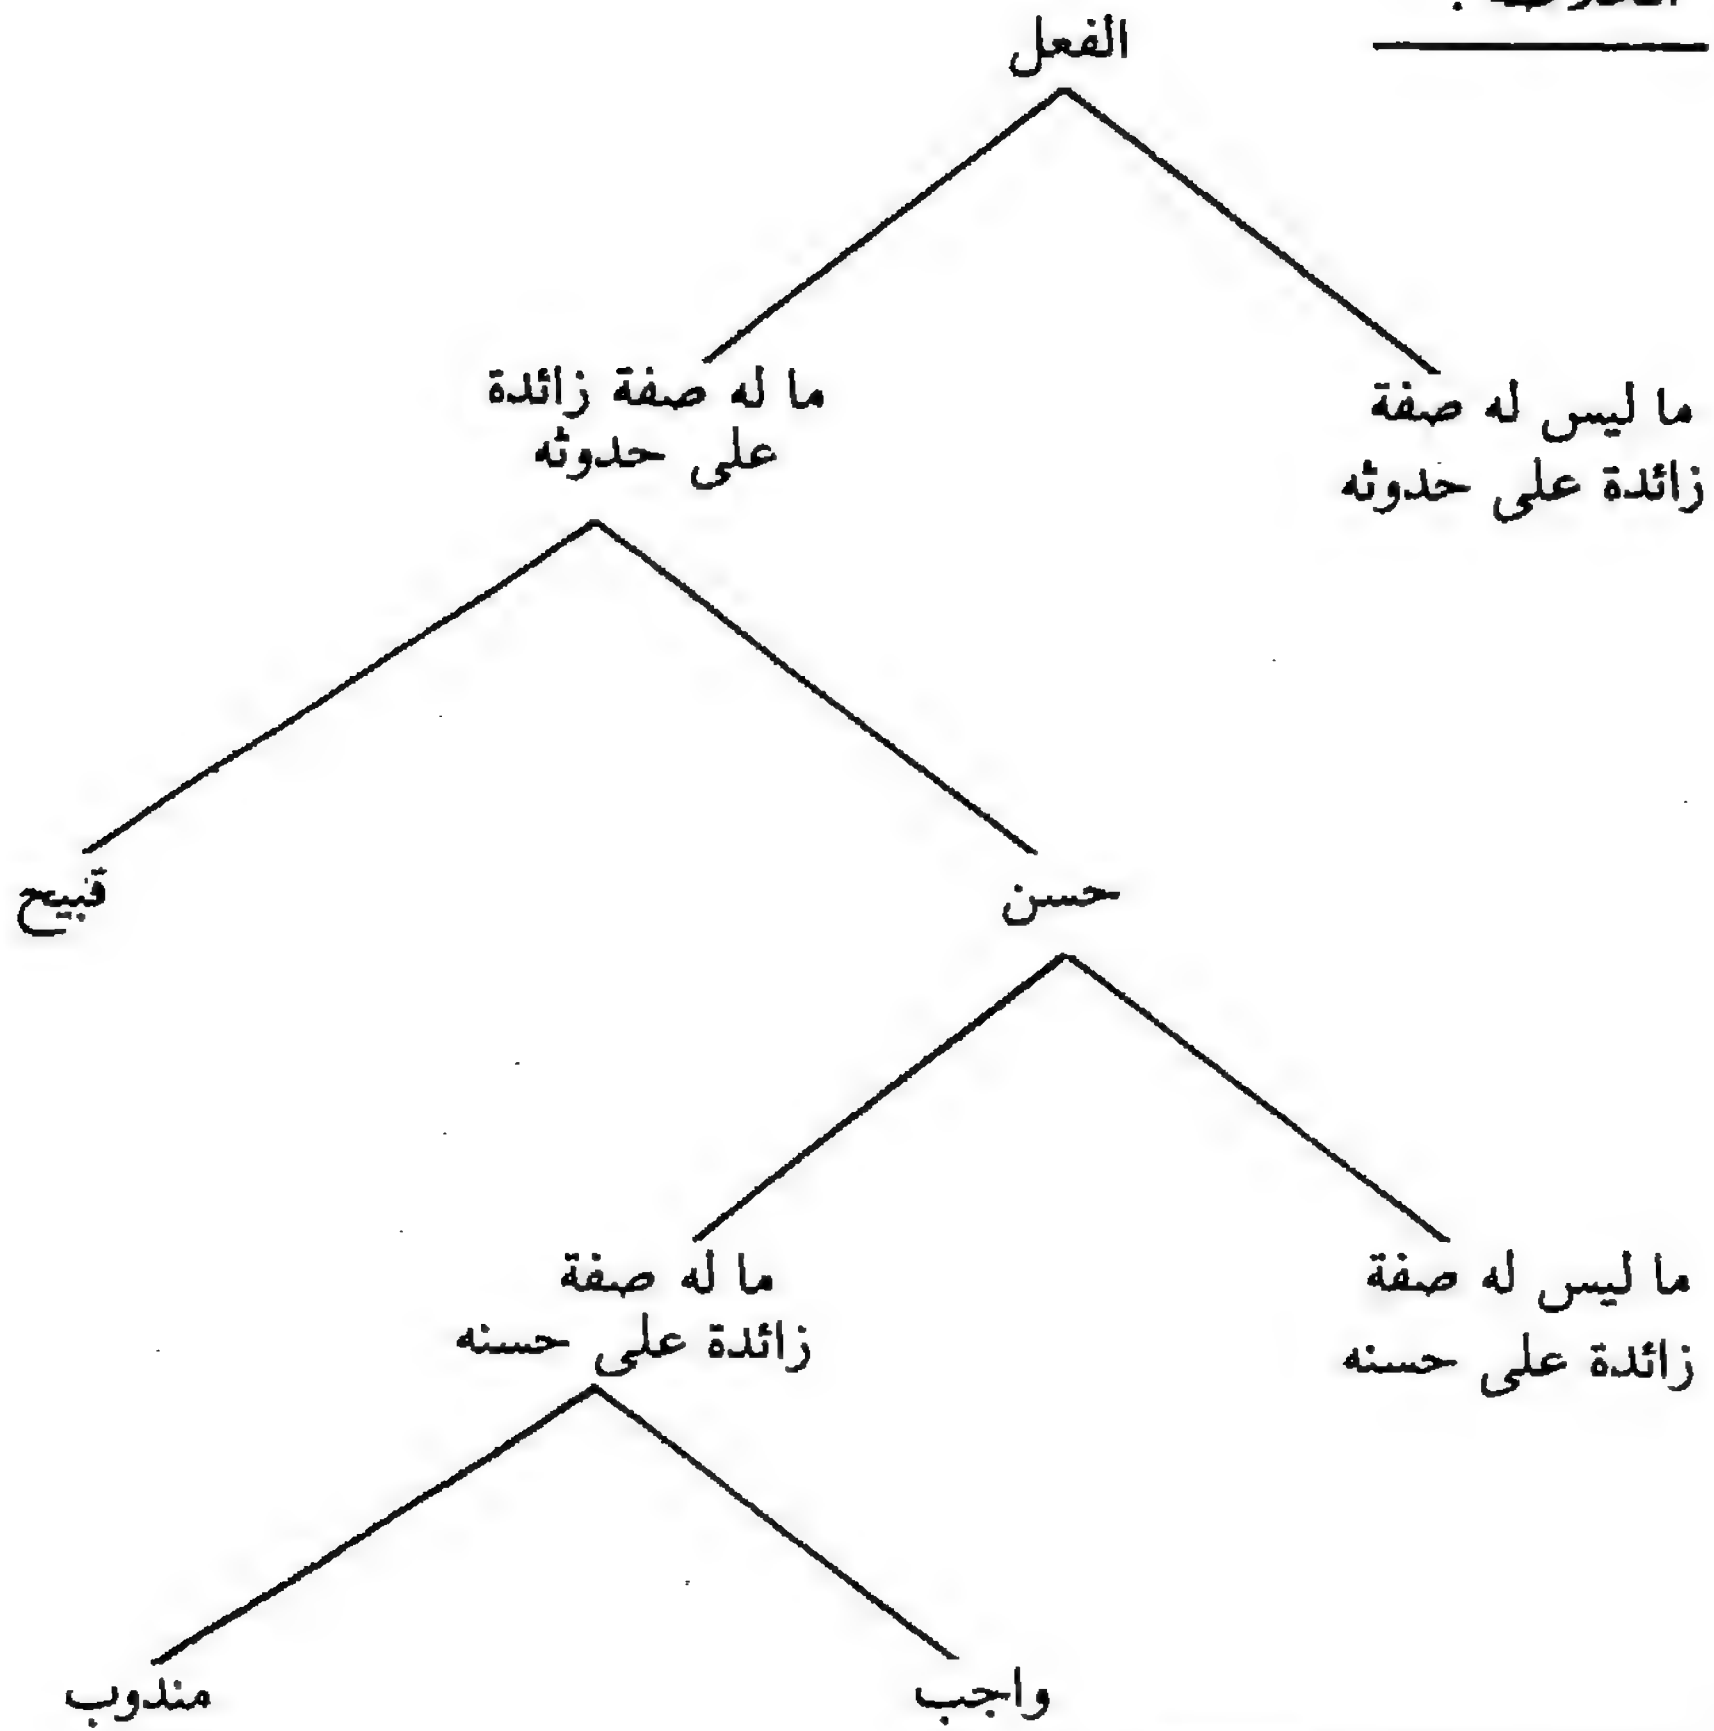 الفعل
ما ليس له صفة
زائدة على حدوثه
ما له صفة زائدة
على حدوثه
حسن
قبيح
ما ليس له صفة
زائدة على حسنه
ما له صفة
زائدة على حسنه
واجب
مندوب